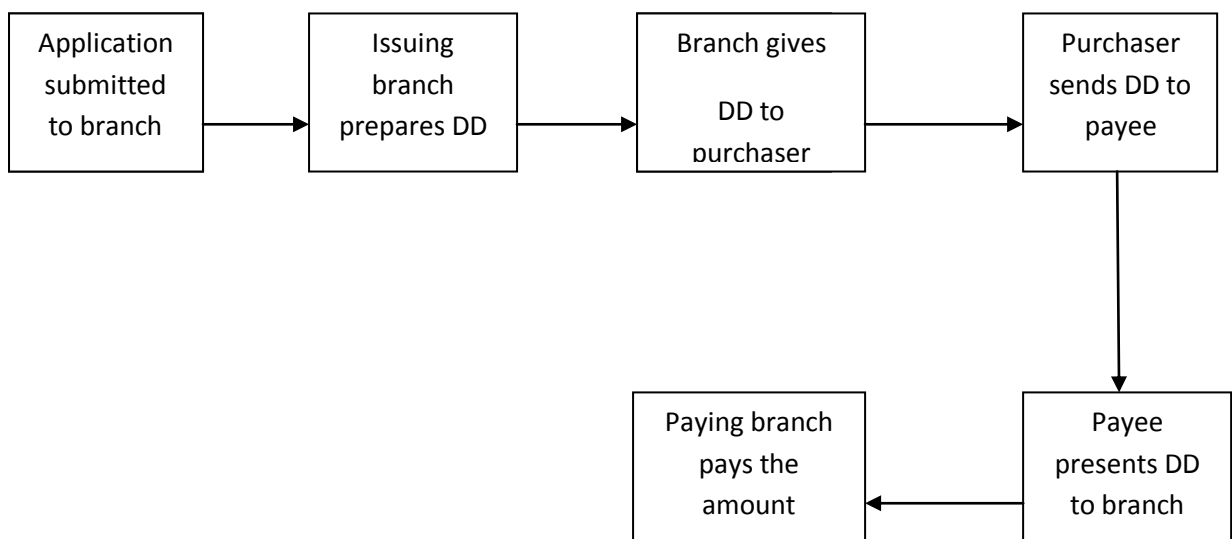 Application
submitted
to branch
Issuing
branch
prepares DD
Branch gives
DD to
purchaser
Purchaser
sends DD to
payee
Payee
presents DD
to branch
Paying branch
pays the
amount